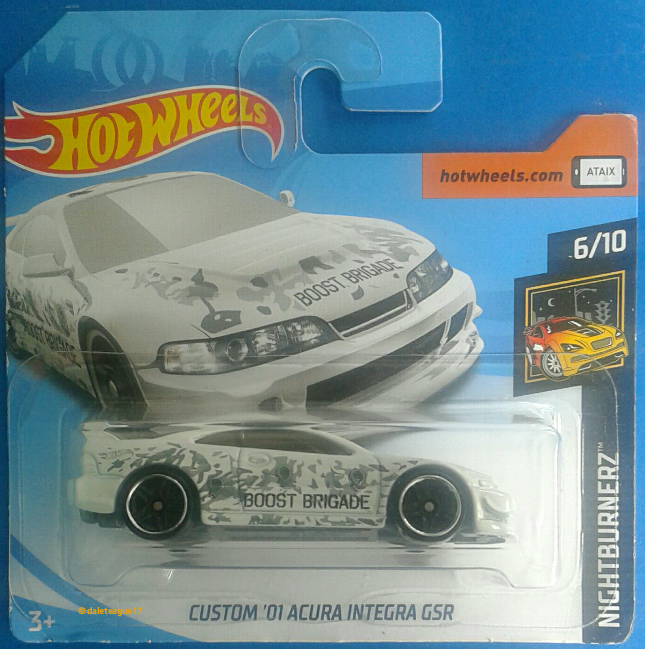 HOT WHEELS
hotwheels.com
ATAIX
6/10
BOOST BRIGADE
BOOST BRIGADE
BOOST BRIGADE
NIGHTBURNERZ™
3+
CUSTOM '01 ACURA INTEGRA GSR